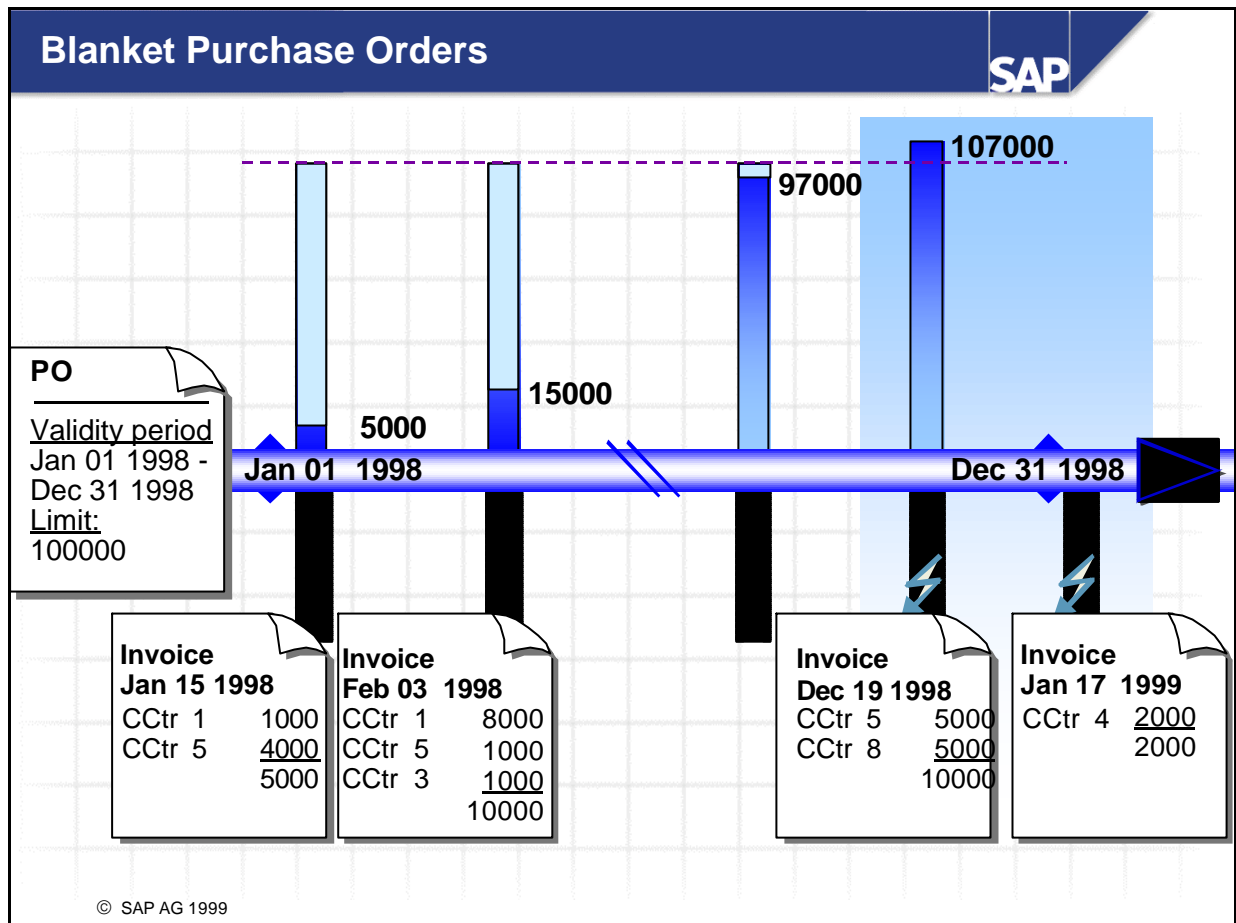 Blanket Purchase Orders
SAP
107000
97000
15000
5000
PO
Validity period
Jan 01 1998 -
Dec 31 1998
Limit:
100000
Jan 01 1998
Dec 31 1998
Invoice
Jan 15 1998
CCtr 1 1000
CCtr 5 4000
5000
Invoice
Feb 03 1998
CCtr 1 8000
CCtr 5 1000
CCtr 3 1000
10000
Invoice
Dec 19 1998
CCtr 5 5000
CCtr 8 5000
10000
Invoice
Jan 17 1999
CCtr 4 2000
2000
© SAP AG 1999